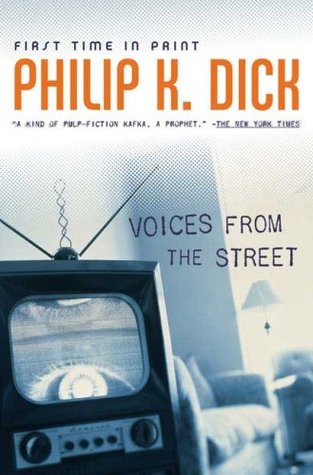 FIRST TIME IN PRINT
PHILIP K. DICK
"A KIND OF PULP-FICTION KAFKA, A PROPHET." —THE NEW YORK TIMES
VOICES FROM
THE STREET